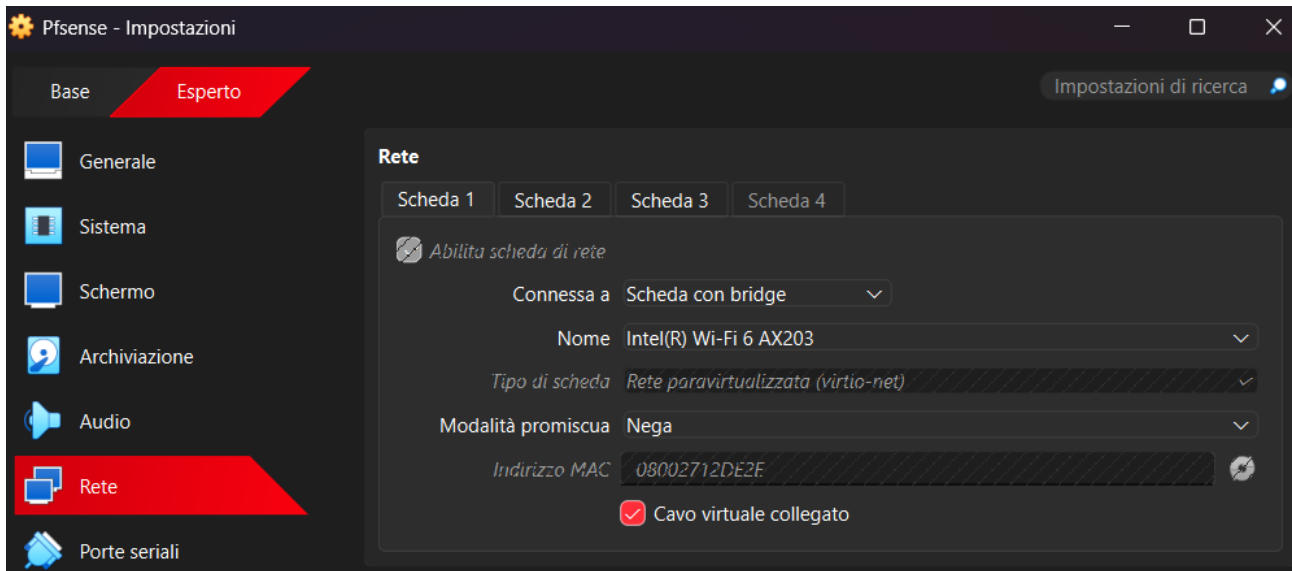 Pfsense - Impostazioni
Base Esperto Impostazioni di ricerca
Generale
Sistema
Schermo
Archiviazione
Audio
Rete
Porte seriali
Rete
Scheda 1 Scheda 2 Scheda 3 Scheda 4
Abilita scheda di rete
Connessa a Scheda con bridge
Nome Intel(R) Wi-Fi 6 AX203
Tipo di scheda Rete paravirtualizzata (virtio-net)
Modalità promiscua Nega
Indirizzo MAC 08002712DE2E
Cavo virtuale collegato